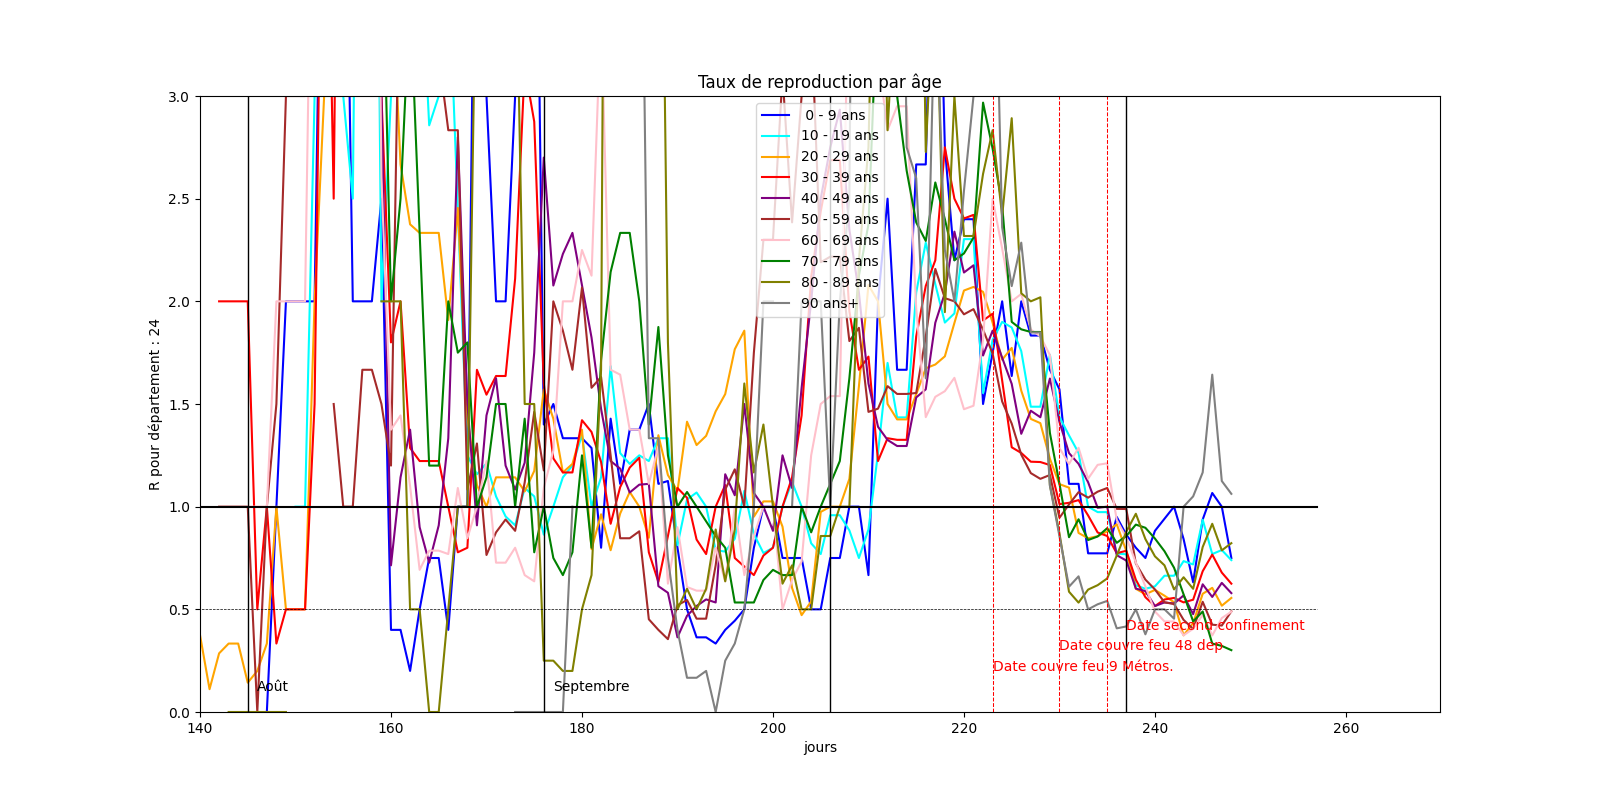 Taux de reproduction par âge
R pour département : 24
3.0
2.5
2.0
1.5
1.0
0.5
0.0
0 - 9 ans
10 - 19 ans
20 - 29 ans
30 - 39 ans
40 - 49 ans
50 - 59 ans
60 - 69 ans
70 - 79 ans
80 - 89 ans
90 ans+
Date second confinement
Date couvre feu 48 dep
Date couvre feu 9 Métros.
Août
Septembre
140
160
180
200
220
240
260
jours